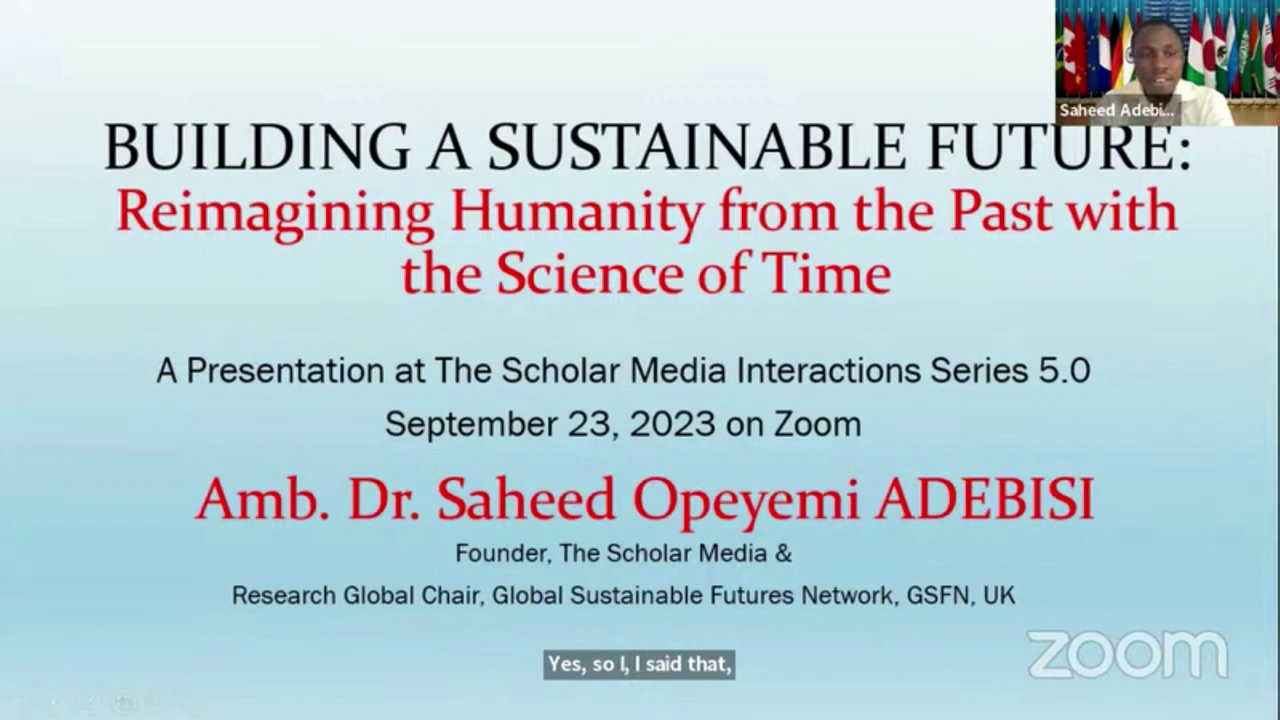 Saheed Adebi...
BUILDING A SUSTAINABLE FUTURE:
Reimagining Humanity from the Past with
the Science of Time
A Presentation at The Scholar Media Interactions Series 5.0
September 23, 2023 on Zoom
Amb. Dr. Saheed Opeyemi ADEBISI
Founder, The Scholar Media &
Research Global Chair, Global Sustainable Futures Network, GSFN, UK
Yes, so I, I said that,
zoom